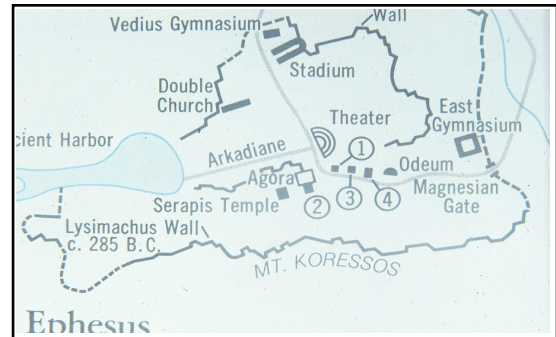 Vedius Gymnasium
Wall
Stadium
Double
Church
Theater
East
Gymnasium
cient Harbor
Arkadiane
1
Agora
Odeum
Serapis Temple
2
3
4
Magnesian
Gate
Lysimachus Wall
c. 285 B.C.
MT. KORESSOS
Ephesus